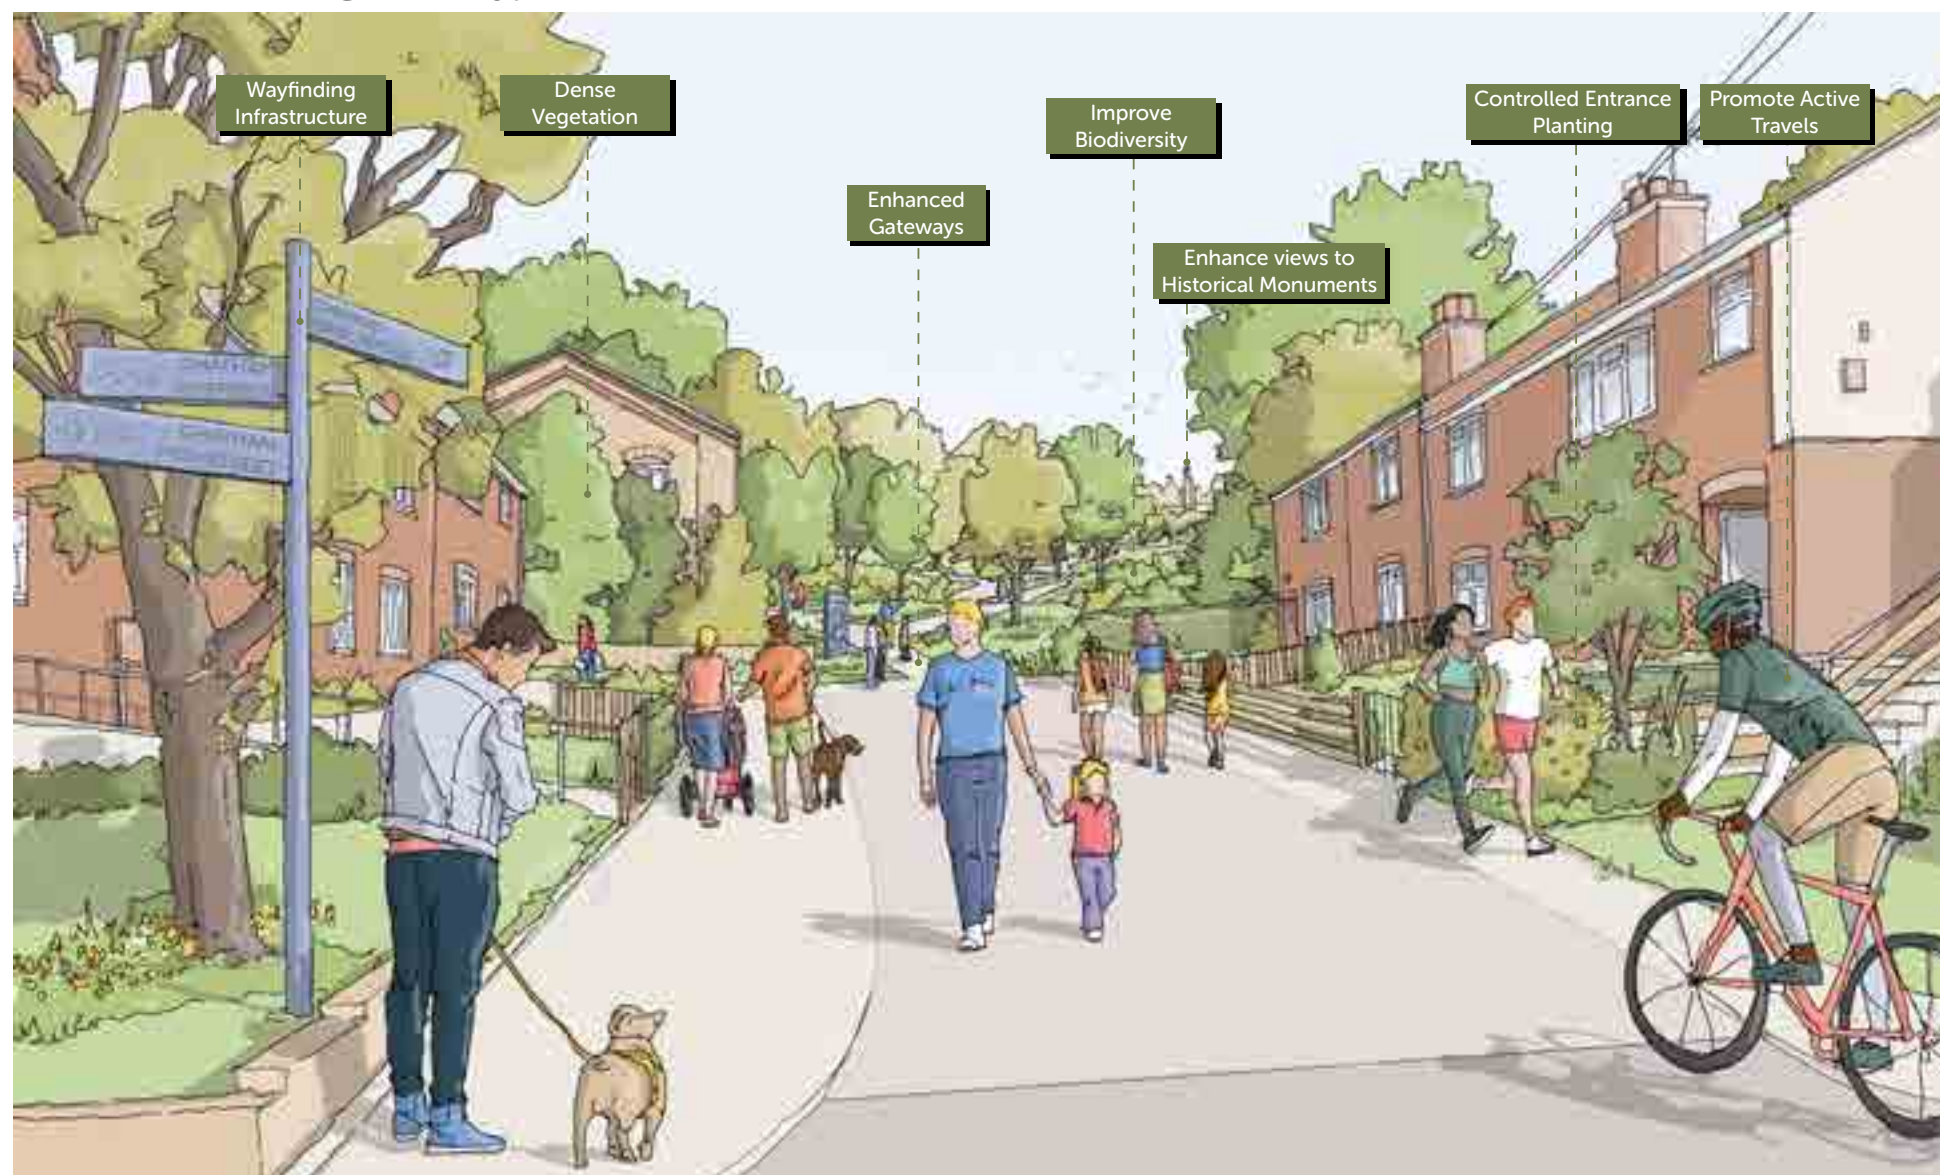 Wayfinding
Infrastructure
Dense
Vegetation
Enhanced
Gateways
Improve
Biodiversity
Enhance views to
Historical Monuments
Controlled Entrance
Planting
Promote Active
Travels